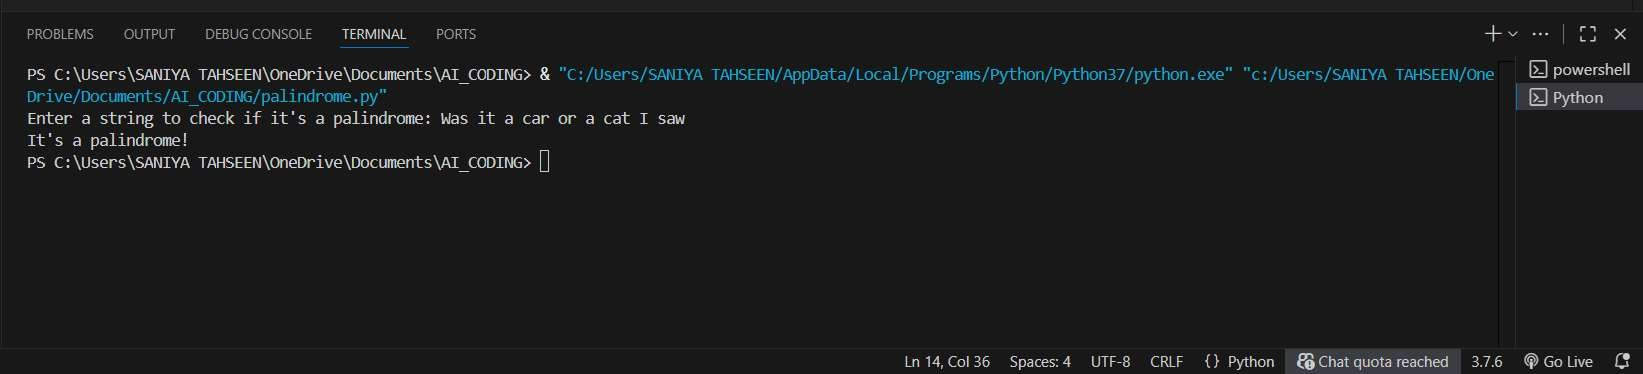 PROBLEMS OUTPUT DEBUG CONSOLE TERMINAL PORTS
PS C:\Users\SANIYA TAHSEEN\OneDrive\Documents\AI_CODING> & "C:/Users/SANIYA TAHSEEN/AppData/Local/Programs/Python/Python37/python.exe" "c:/Users/SANIYA TAHSEEN/One
Drive/Documents/AI_CODING/palindrome.py"
Enter a string to check if it's a palindrome: Was it a car or a cat I saw
It's a palindrome!
PS C:\Users\SANIYA TAHSEEN\OneDrive\Documents\AI_CODING>
powershell
Python
Ln 14, Col 36 Spaces: 4 UTF-8 CRLF {} Python Chat quota reached 3.7.6 Go Live